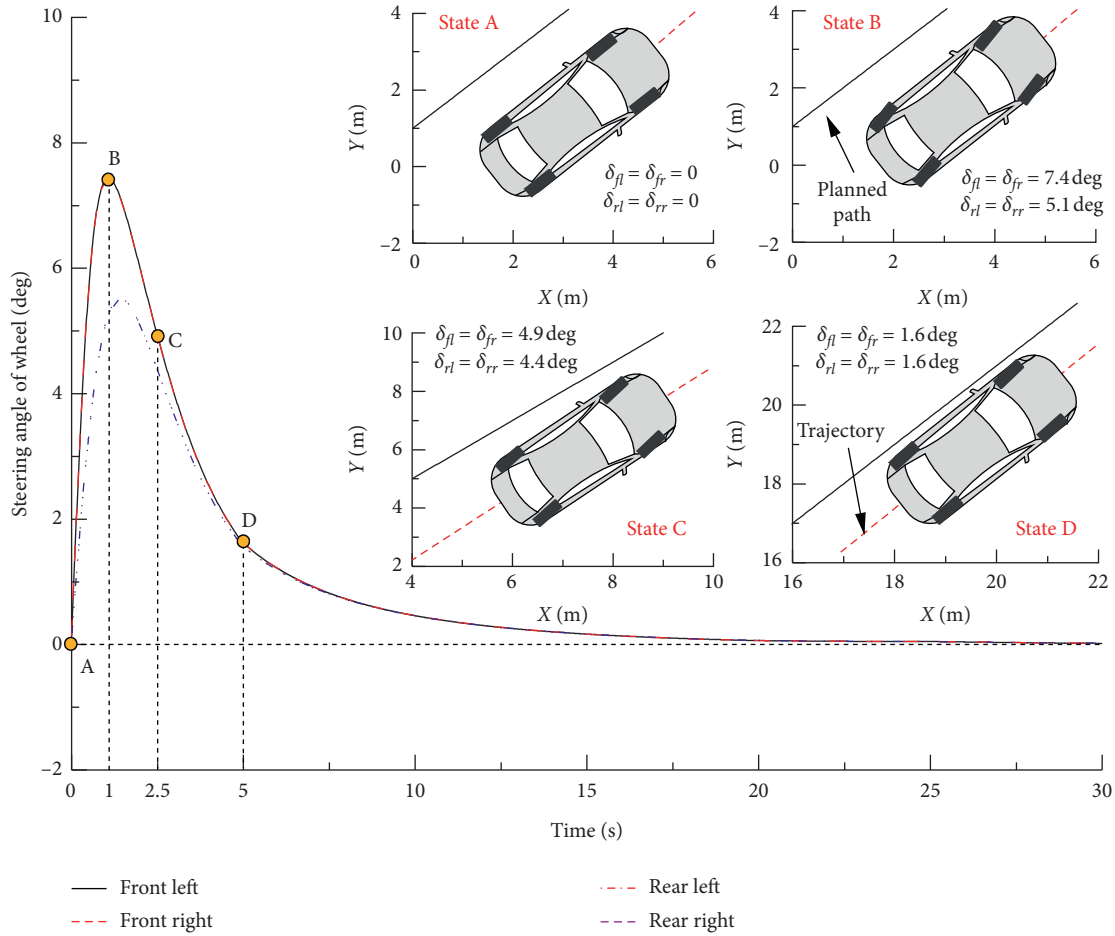 10
8
6
4
2
0
−2
Steering angle of wheel (deg)
0
1
2.5
5
10
15
20
25
30
Time (s)
A
B
C
D
State A
4
2
0
−2
Y (m)
0
2
4
6
X (m)
δfl = δfr = 0
δrl = δrr = 0
State B
4
2
0
−2
Y (m)
0
2
4
6
X (m)
Planned
path
δfl = δfr = 7.4 deg
δrl = δrr = 5.1 deg
10
8
6
4
2
Y (m)
4
6
8
10
X (m)
δfl = δfr = 4.9 deg
δrl = δrr = 4.4 deg
State C
22
21
20
19
18
17
16
Y (m)
16
18
20
22
X (m)
δfl = δfr = 1.6 deg
δrl = δrr = 1.6 deg
Trajectory
State D
Front left
Front right
Rear left
Rear right